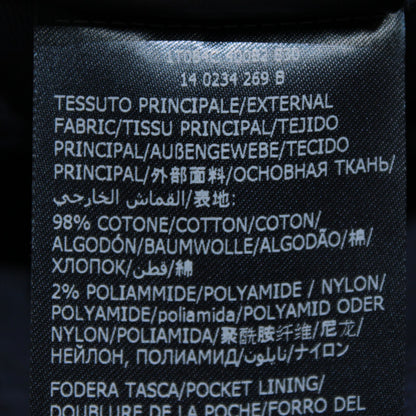 14 0234 269 B
TESSUTO PRINCIPALE/EXTERNAL
FABRIC/TISSU PRINCIPAL/TEJIDO
PRINCIPAL/AUßENGEWEBE/TECIDO
PRINCIPAL/外部面料/ОСНОВНАЯ ТКАНЬ/
القماش الخارجي/表地:
98% COTONE/COTTON/COTON/
ALGODÓN/BAUMWOLLE/ALGODÃO/棉/
ХЛОПОК/قطن/綿
2% POLIAMMIDE/POLYAMIDE / NYLON/
POLYAMIDE/poliamida/POLYAMID ODER
NYLON/POLIAMIDA/聚酰胺纤维/尼龙/
НЕЙЛОН, ПОЛИАМИД/نايلون/ナイロン
FODERA TASCA/POCKET LINING/
DOUBLURE DE LA POCHE/FORRO DEL